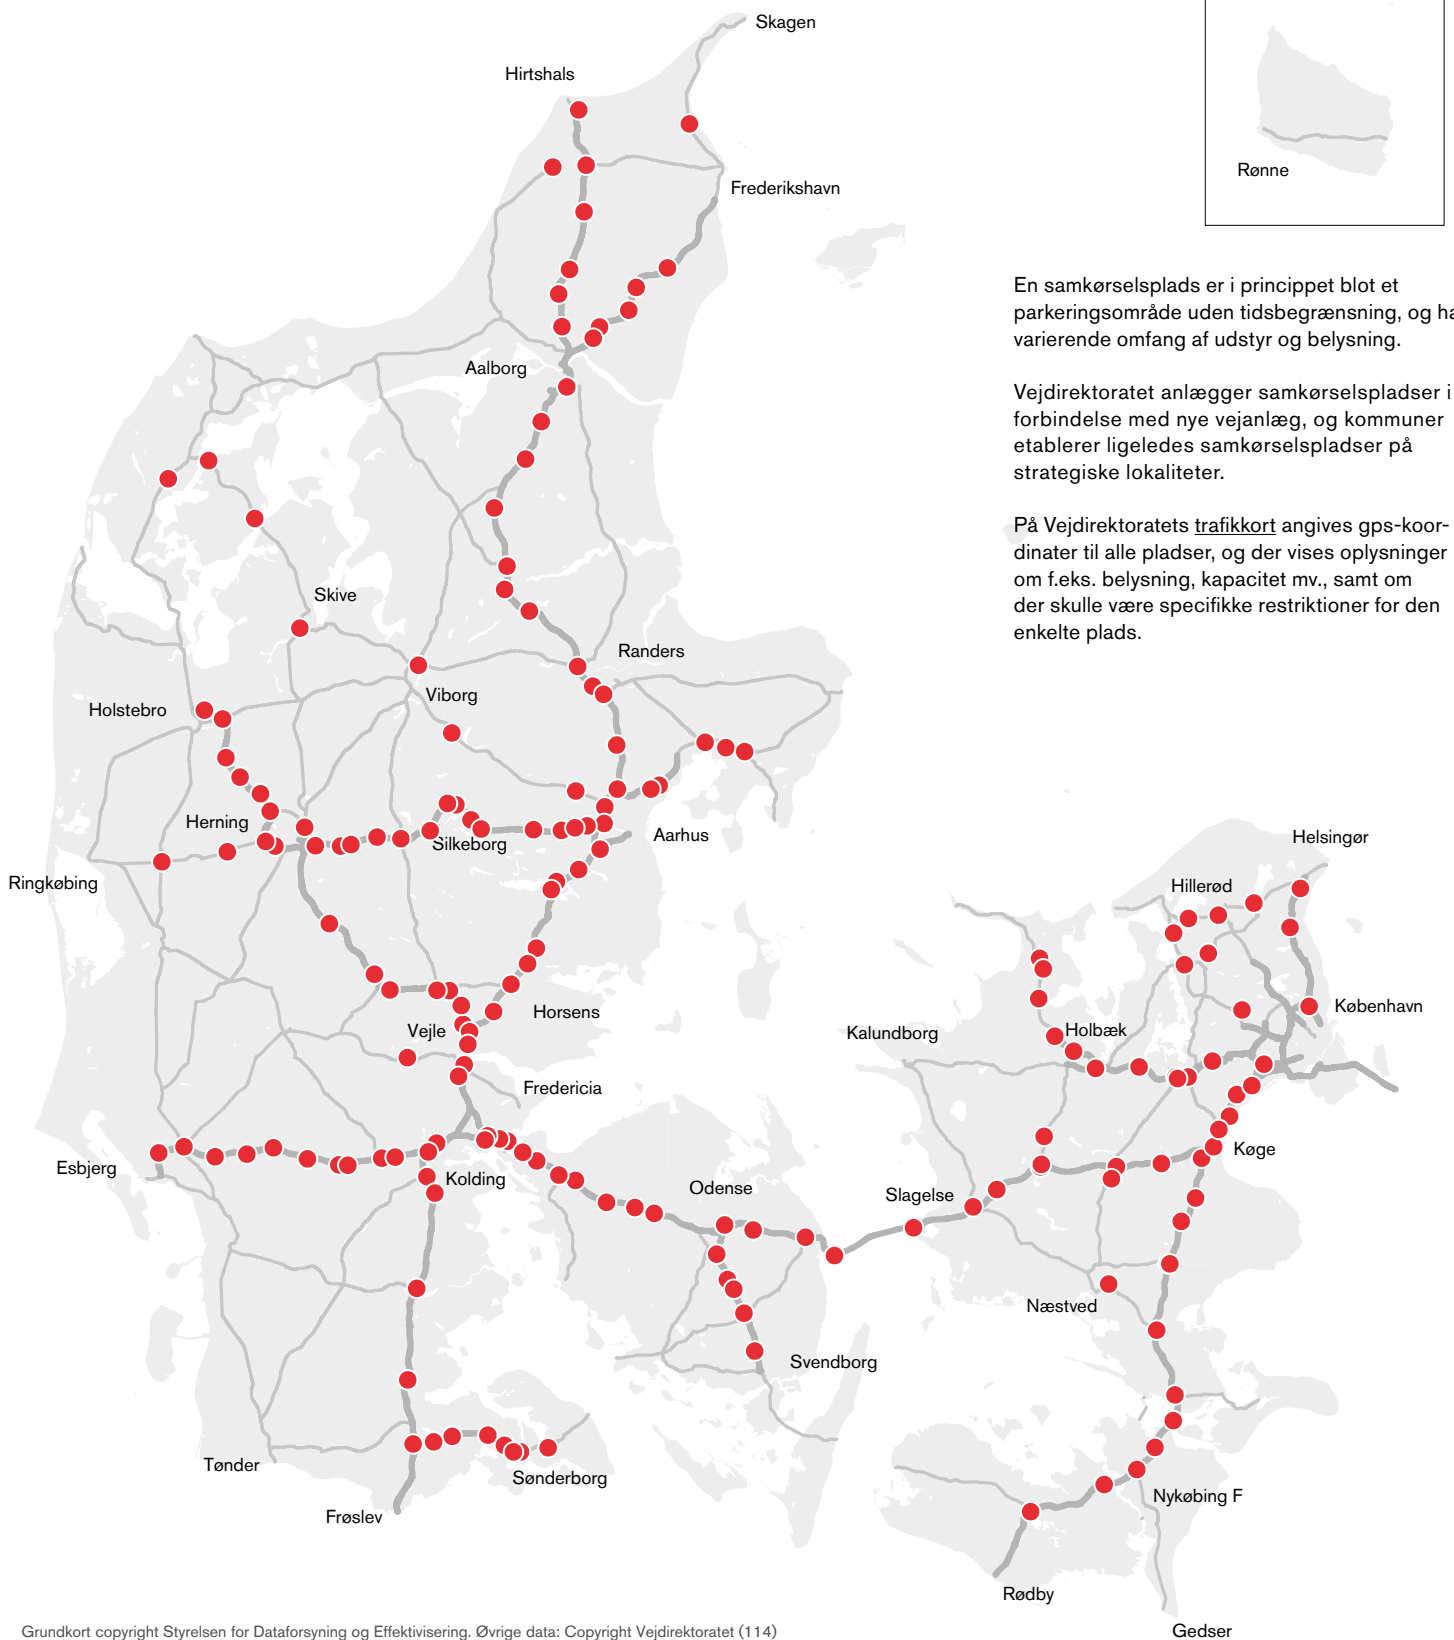 Skagen
Hirtshals
Rønne
Frederikshavn
En samkørselsplads er i princippet blot et
parkeringsområde uden tidsbegrænsning, og
varierende omfang af udstyr og belysning.
Aalborg
Vejdirektoratet anlægger samkørselspladser i
forbindelse med nye vejanlæg, og kommuner
etablerer ligeledes samkørselspladser på
strategiske lokaliteter.
På Vejdirektoratets trafikkort angives gps-koor-
dinater til alle pladser, og der vises oplysninger
om f.eks. belysning, kapacitet mv., samt om
der skulle være specifikke restriktioner for den
enkelte plads.
Skive
Randers
Viborg
Holstebro
Herning
Silkeborg
Aarhus
Helsingør
Ringkøbing
Hillerød
Horsens
København
Vejle
Holbæk
Kalundborg
Fredericia
Køge
Esbjerg
Kolding
Odense
Slagelse
Næstved
Svendborg
Tønder
Sønderborg
Nykøbing F
Frøslev
Rødby
Gedser
Grundkort copyright Styrelsen for Dataforsyning og Effektivisering. Øvrige data: Copyright Vejdirektoratet (114)